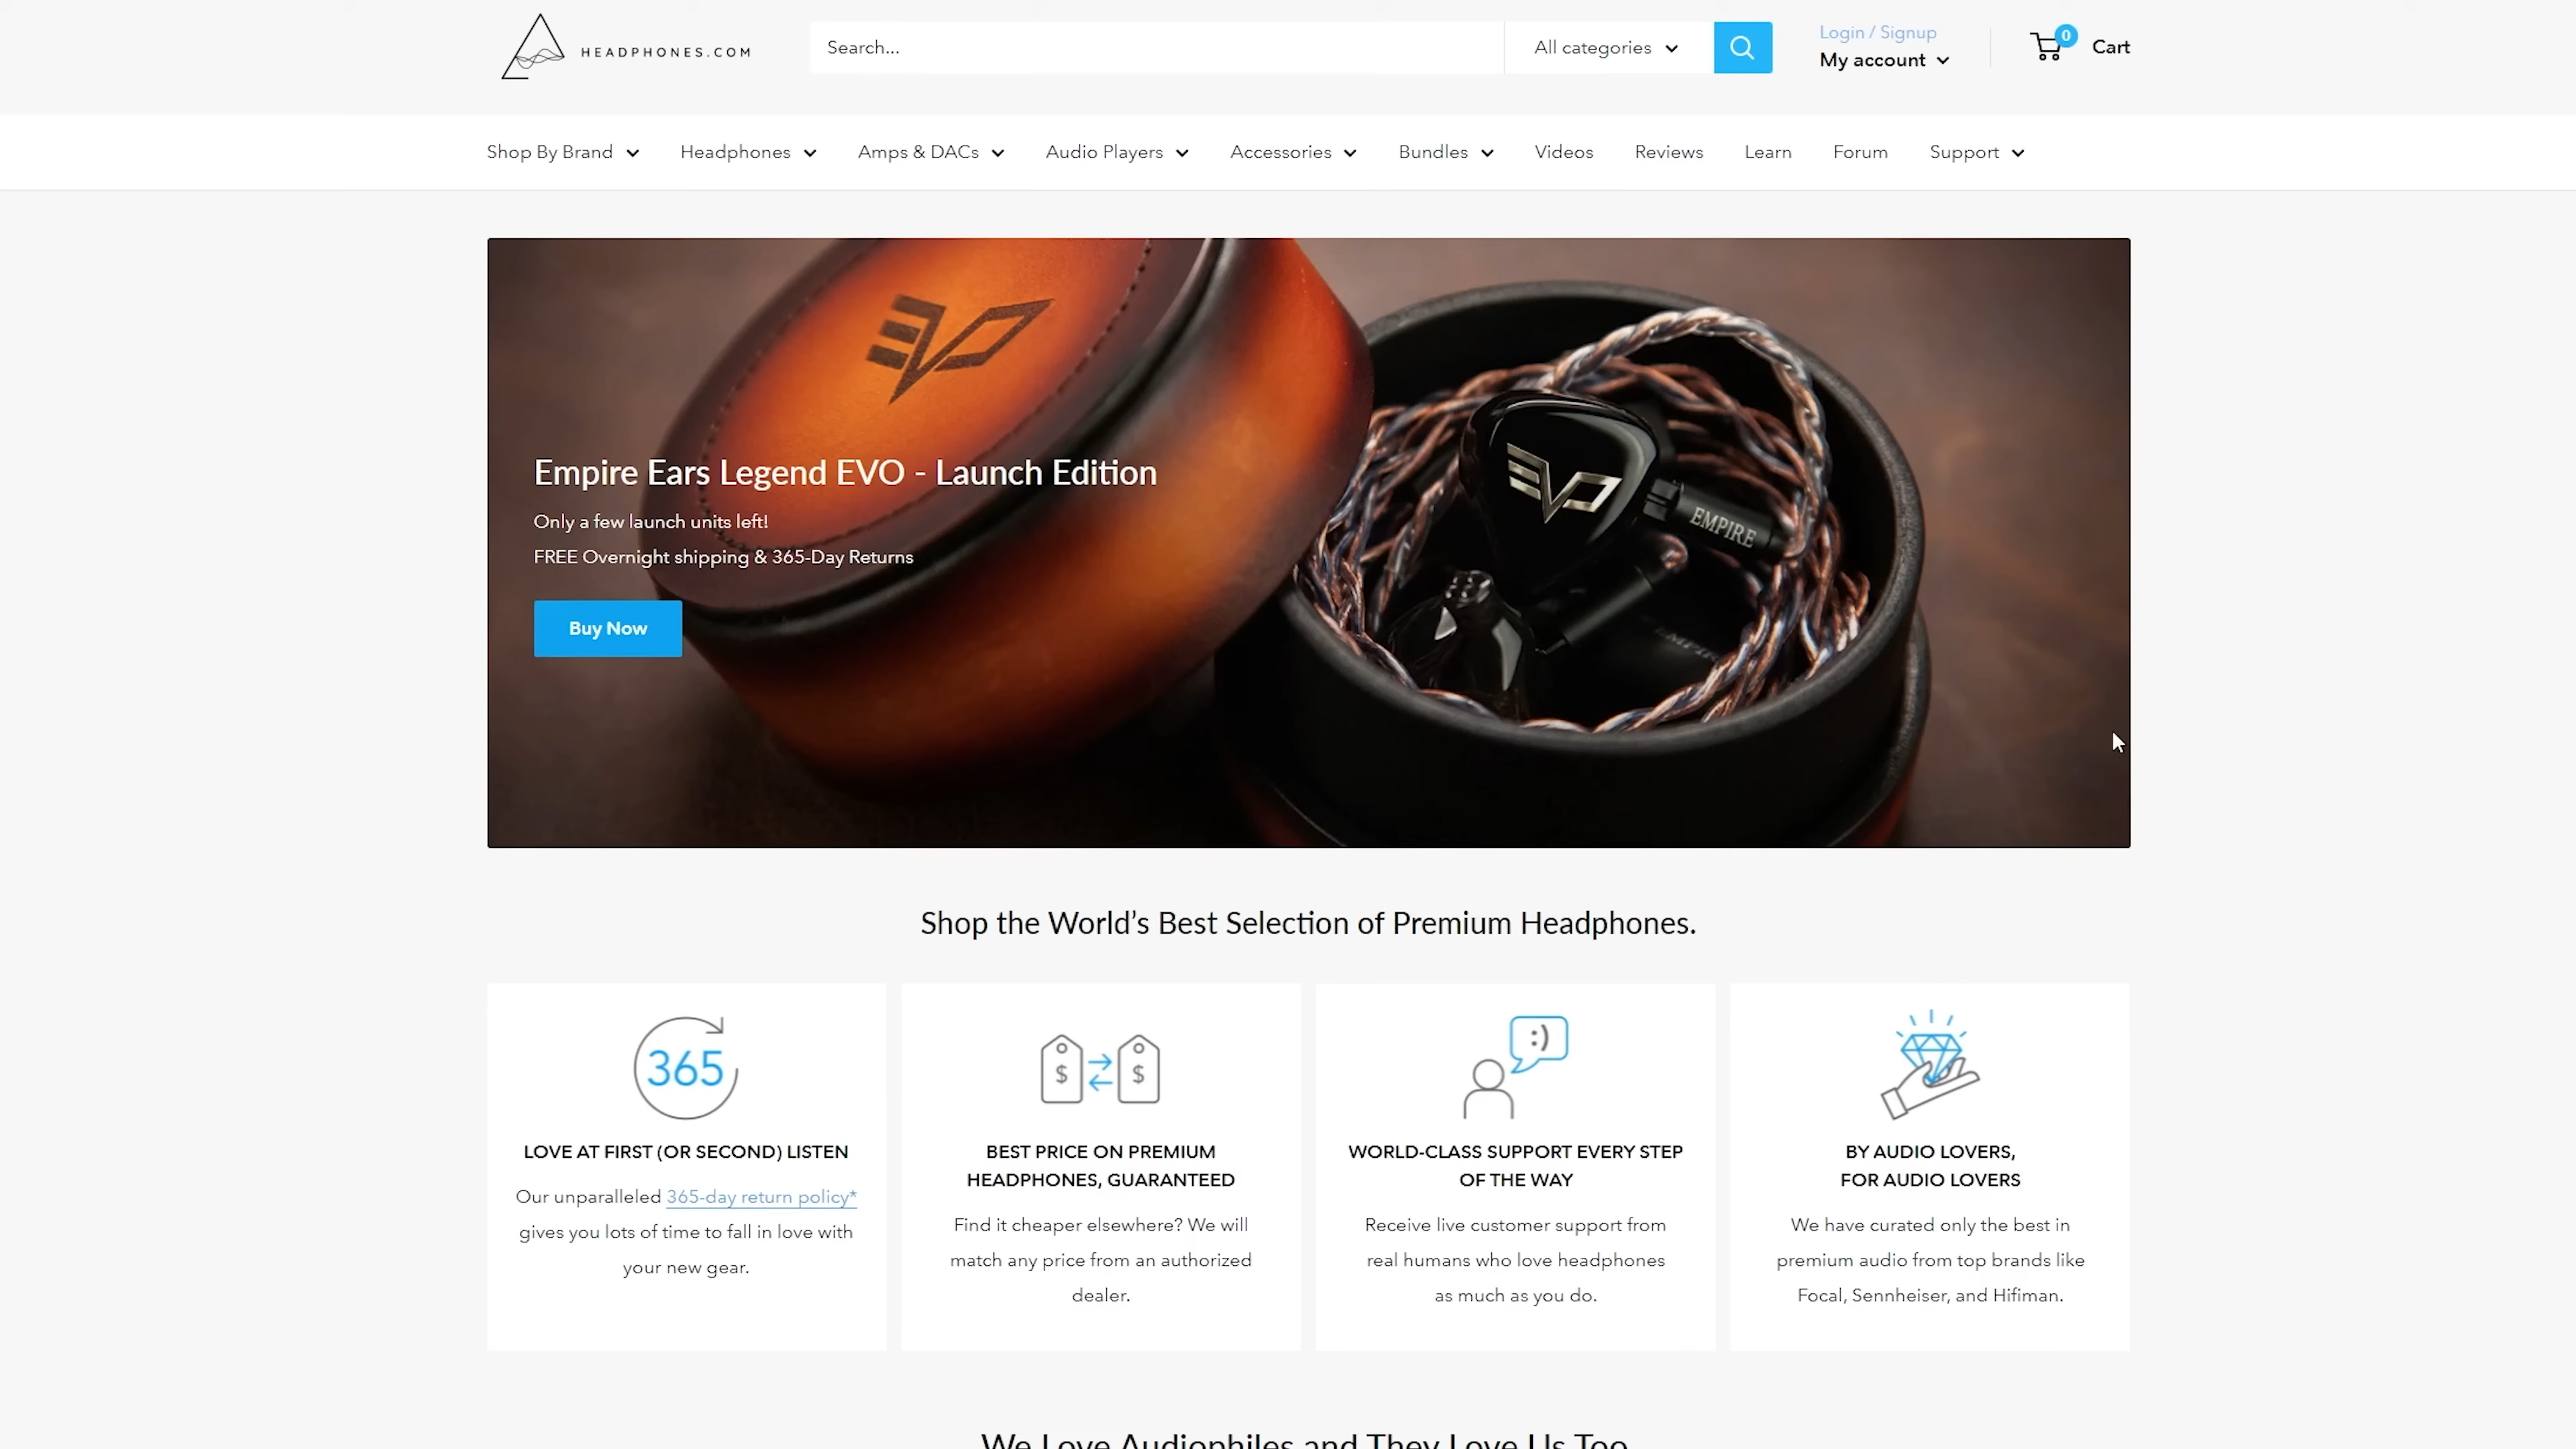 HEADPHONES.COM
Search...
All categories
Login / Signup
My account
0
Cart
Shop By Brand
Headphones
Amps & DACs
Audio Players
Accessories
Bundles
Videos
Reviews
Learn
Forum
Support
EVO
EVO
EMPIRE
Empire Ears Legend EVO - Launch Edition
Only a few launch units left!
FREE Overnight shipping & 365-Day Returns
Buy Now
Shop the World's Best Selection of Premium Headphones.
365
LOVE AT FIRST (OR SECOND) LISTEN
Our unparalleled 365-day return policy*
gives you lots of time to fall in love with
your new gear.
$ $
BEST PRICE ON PREMIUM
HEADPHONES, GUARANTEED
Find it cheaper elsewhere? We will
match any price from an authorized
dealer.
:)
WORLD-CLASS SUPPORT EVERY STEP
OF THE WAY
Receive live customer support from
real humans who love headphones
as much as you do.
BY AUDIO LOVERS,
FOR AUDIO LOVERS
We have curated only the best in
premium audio from top brands like
Focal, Sennheiser, and Hifiman.
We Love Audiophiles and They Love Us Too